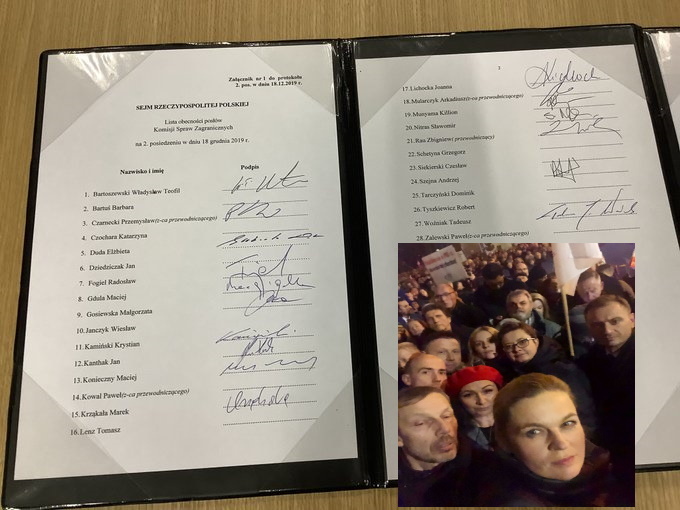 Załącznik nr 1 do protokołu
2. pos. w dniu 18.12.2019 r.
SEJM RZECZYPOSPOLITEJ POLSKIEJ
Lista obecności posłów
Komisji Spraw Zagranicznych
na 2. posiedzeniu w dniu 18 grudnia 2019 r.
Nazwisko i imię Podpis
1. Bartoszewski Władysław Teofil
2. Bartuś Barbara
3. Czarnecki Przemysław(z-ca przewodniczącego)
4. Czochara Katarzyna
5. Duda Elżbieta
6. Dziedziczak Jan
7. Fogiel Radosław
8. Gdula Maciej
9. Gosiewska Małgorzata
10. Janczyk Wiesław
11. Kamiński Krystian
12. Kanthak Jan
13. Konieczny Maciej
14. Kowal Paweł(z-ca przewodniczącego)
15. Krząkała Marek
16. Lenz Tomasz
3
17. Lichocka Joanna
18. Mularczyk Arkadiusz(z-ca przewodniczącego)
19. Munyama Killion
20. Nitras Sławomir
21. Rau Zbigniew(przewodniczący)
22. Schetyna Grzegorz
23. Siekierski Czesław
24. Szejna Andrzej
25. Tarczyński Dominik
26. Tyszkiewicz Robert
27. Woźniak Tadeusz
28. Zalewski Paweł(z-ca przewodniczącego)